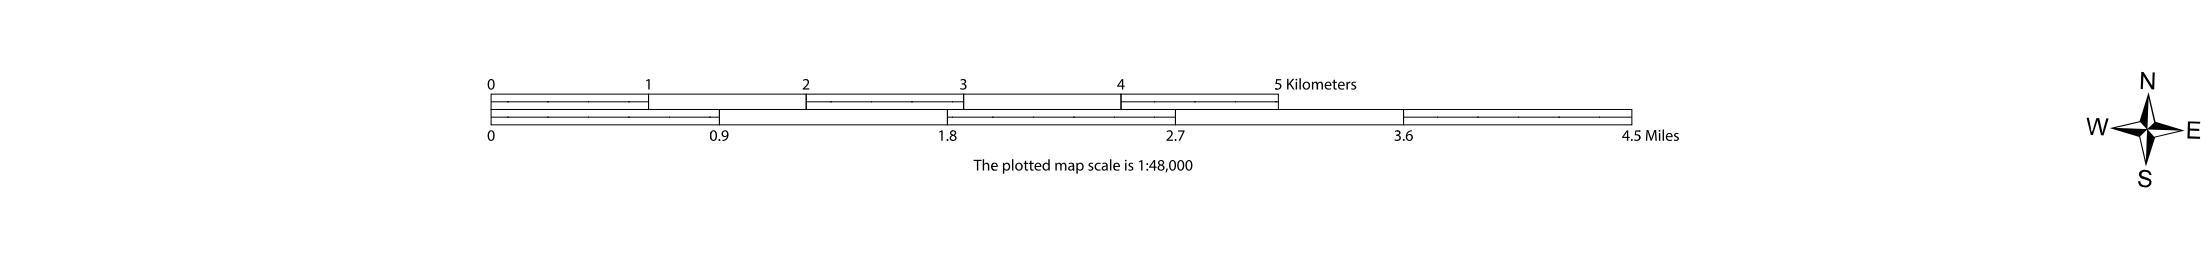 0 1 2 3 4 5 Kilometers
0 0.9 1.8 2.7 3.6 4.5 Miles
The plotted map scale is 1:48,000
N
W E
S